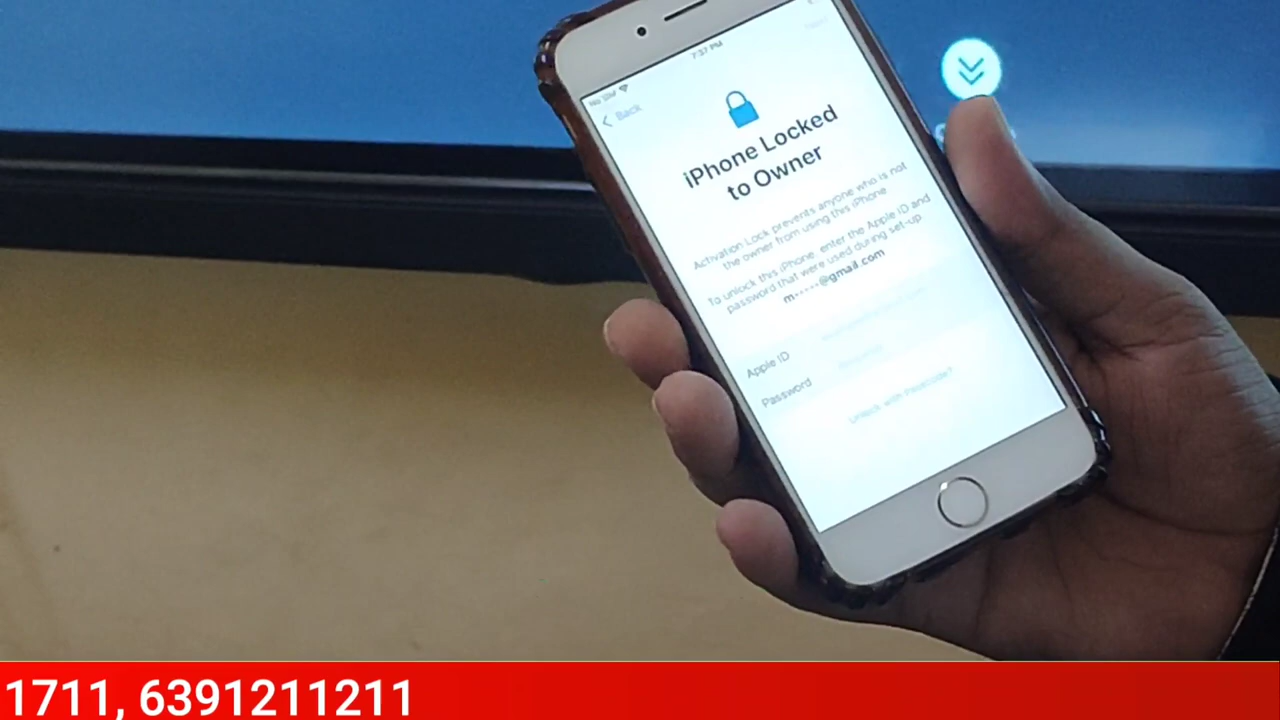 No SIM
7:37 PM
Back
iPhone Locked
to Owner
Activation Lock prevents anyone who is not
the owner from using this iPhone
To unlock this iPhone, enter the Apple ID and
password that were used during set-up
m•••••@gmail.com
Apple ID
Password
Unlock with Passcode?
1711, 6391211211